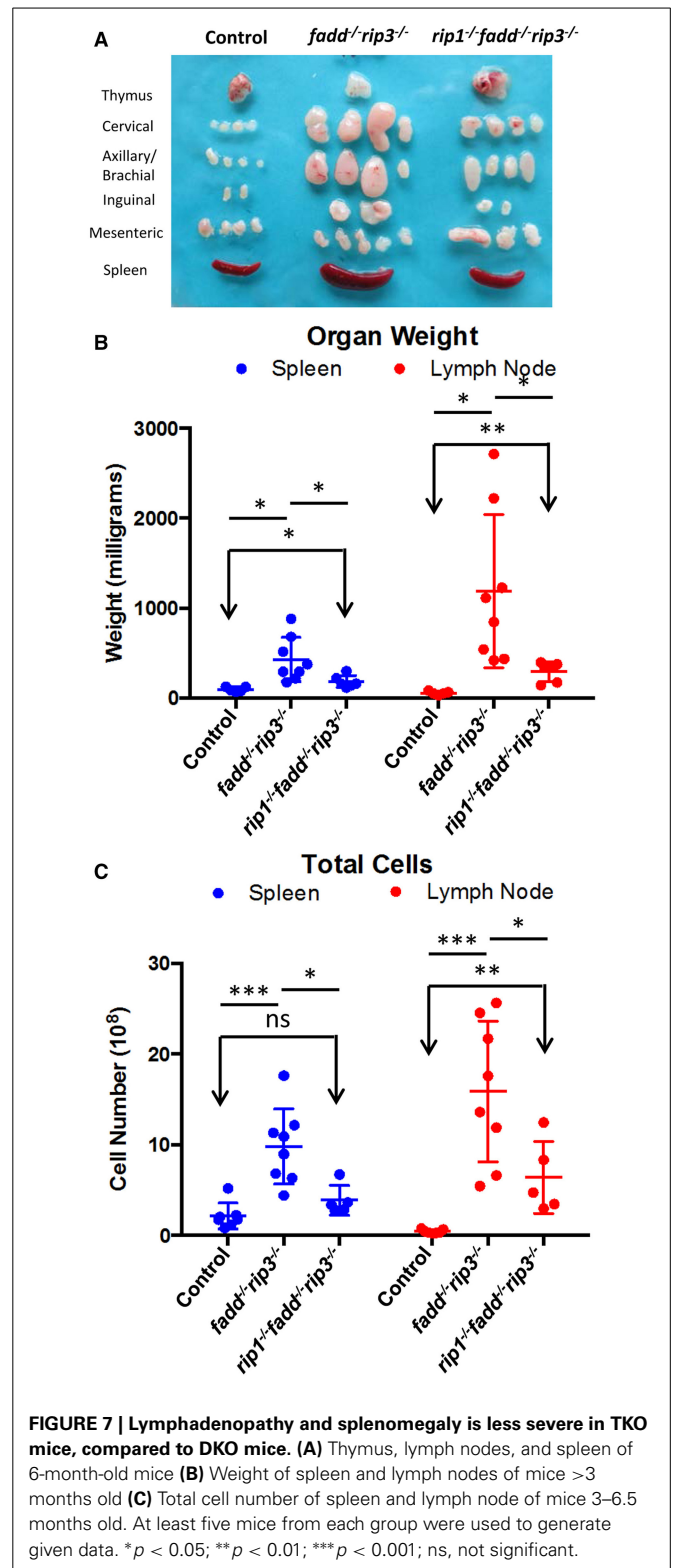 A
Control fadd-/-rip3-/- rip1-/-fadd-/-rip3-/-
Thymus
Cervical
Axillary/
Brachial
Inguinal
Mesenteric
Spleen
B
Organ Weight
Spleen Lymph Node
* *
**
* *
*
Weight (milligrams)
3000
2000
1000
0
Control fadd-/-rip3-/- rip1-/-fadd-/-rip3-/- Control fadd-/-rip3-/- rip1-/-fadd-/-rip3-/-
C
Total Cells
Spleen Lymph Node
*** *
**
*** *
ns
Cell Number (10⁸)
30
20
10
0
Control fadd-/-rip3-/- rip1-/-fadd-/-rip3-/- Control fadd-/-rip3-/- rip1-/-fadd-/-rip3-/-
FIGURE 7 | Lymphadenopathy and splenomegaly is less severe in TKO
mice, compared to DKO mice. (A) Thymus, lymph nodes, and spleen of
6-month-old mice (B) Weight of spleen and lymph nodes of mice >3
months old (C) Total cell number of spleen and lymph node of mice 3–6.5
months old. At least five mice from each group were used to generate
given data. *p < 0.05; **p < 0.01; ***p < 0.001; ns, not significant.